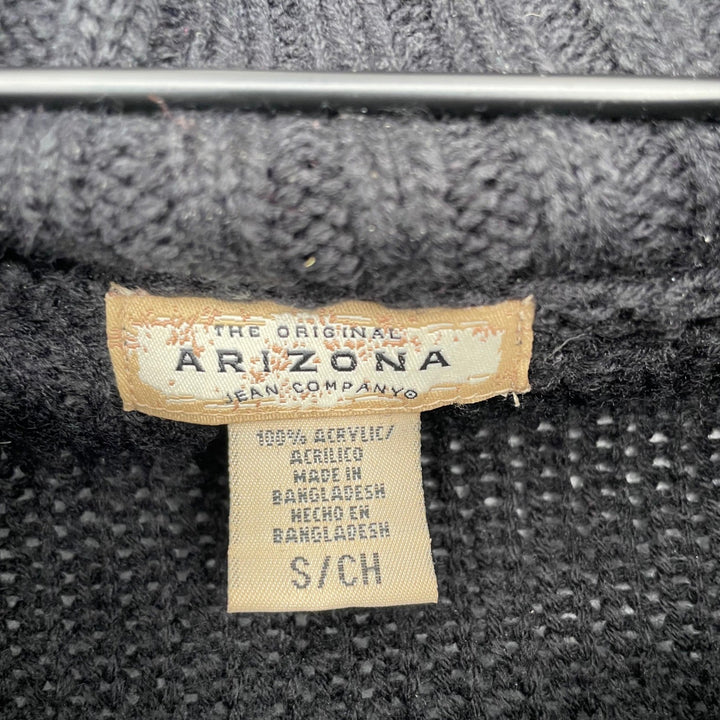 THE ORIGINAL
ARIZONA
JEAN COMPANY®
100% ACRYLIC/
ACRILICO
MADE IN
BANGLADESH
HECHO EN
BANGLADESH
S/CH